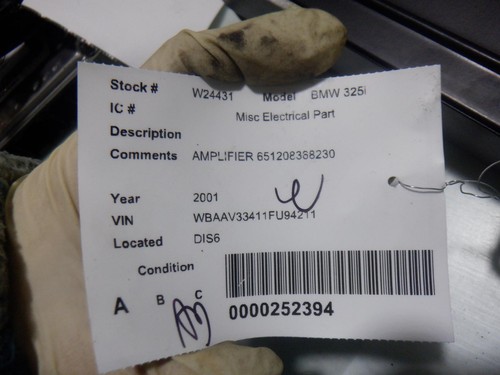 Stock # W24431 Model BMW 325i
IC # Misc Electrical Part
Description
Comments AMPLIFIER 651208368230
Year 2001
VIN WBAAV33411FU94211
Located DIS6
Condition
A B C
0000252394